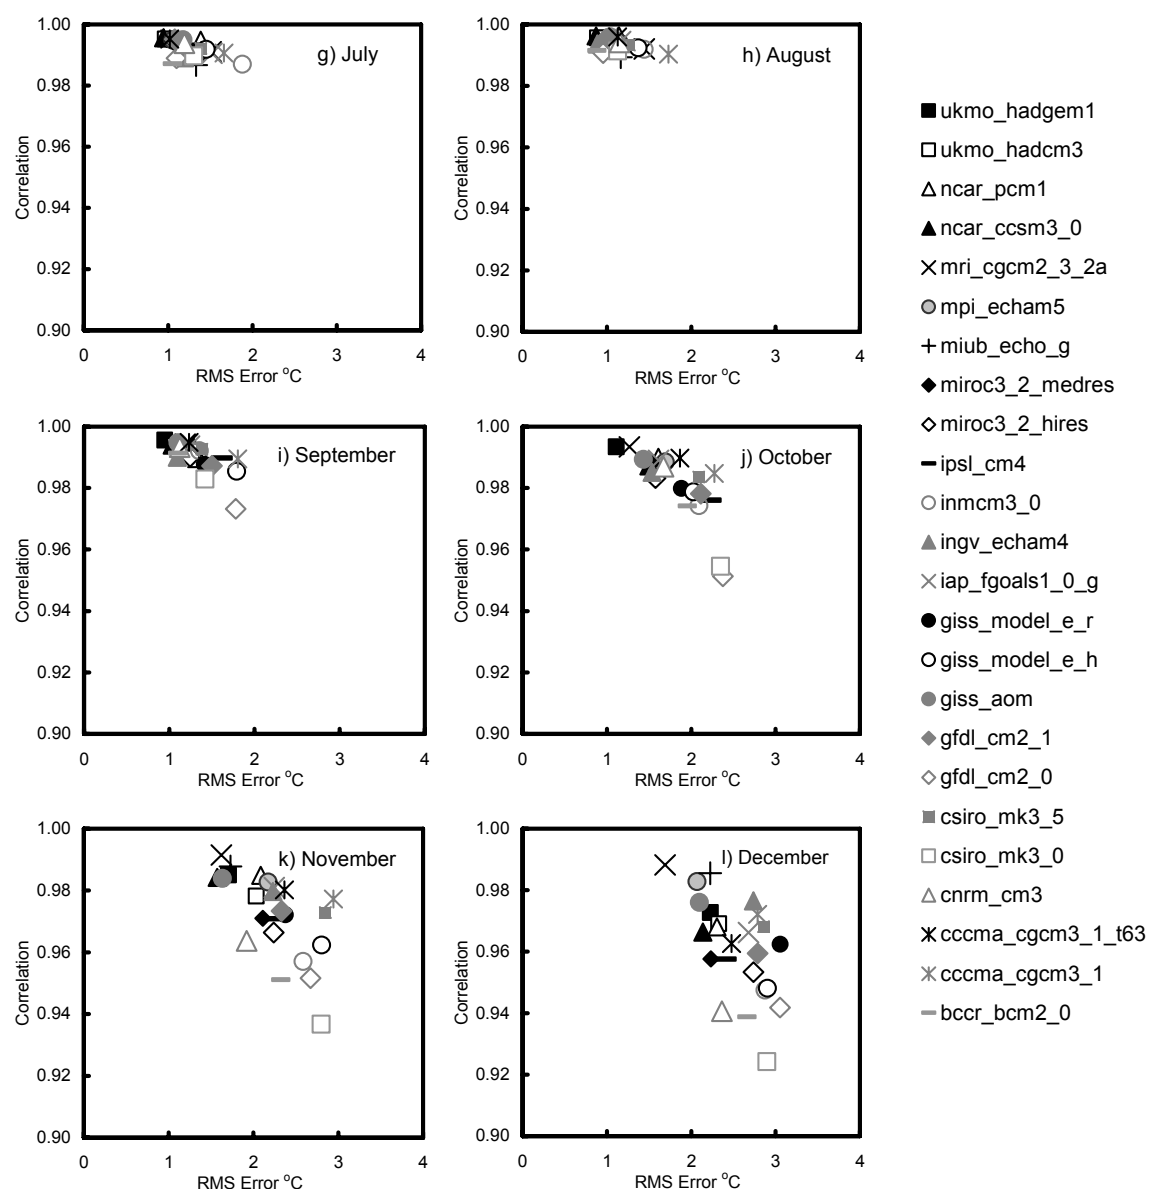 g) July
Correlation
1.00
0.98
0.96
0.94
0.92
0.90
0 1 2 3 4
RMS Error ºC
h) August
Correlation
1.00
0.98
0.96
0.94
0.92
0.90
0 1 2 3 4
RMS Error ºC
i) September
Correlation
1.00
0.98
0.96
0.94
0.92
0.90
0 1 2 3 4
RMS Error ºC
j) October
Correlation
1.00
0.98
0.96
0.94
0.92
0.90
0 1 2 3 4
RMS Error ºC
k) November
Correlation
1.00
0.98
0.96
0.94
0.92
0.90
0 1 2 3 4
RMS Error ºC
l) December
Correlation
1.00
0.98
0.96
0.94
0.92
0.90
0 1 2 3 4
RMS Error ºC
ukmo_hadgem1
ukmo_hadcm3
ncar_pcm1
ncar_ccsm3_0
mri_cgcm2_3_2a
mpi_echam5
miub_echo_g
miroc3_2_medres
miroc3_2_hires
ipsl_cm4
inmcm3_0
ingv_echam4
iap_fgoals1_0_g
giss_model_e_r
giss_model_e_h
giss_aom
gfdl_cm2_1
gfdl_cm2_0
csiro_mk3_5
csiro_mk3_0
cnrm_cm3
cccma_cgcm3_1_t63
cccma_cgcm3_1
bccr_bcm2_0